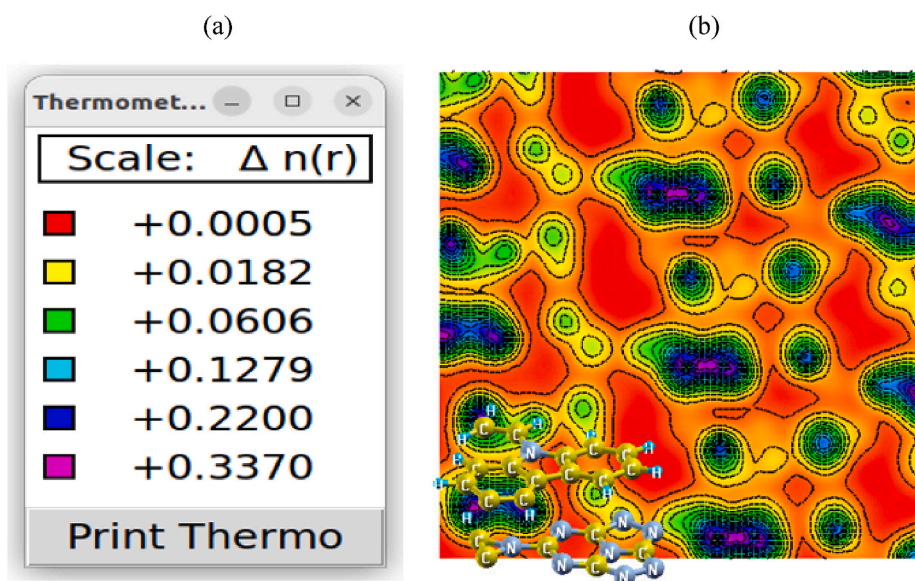 (a)
(b)
Thermomet...
Scale: Δ n(r)
+0.0005
+0.0182
+0.0606
+0.1279
+0.2200
+0.3370
Print Thermo
H
H
C
H
C
H
N
H
C
C
C
H
H
C
C
C
C
C
H
H
C
C
C
H
C
H
C
H
N
N
C
N
C
N
C
N
C
N
C
N
C
N
N